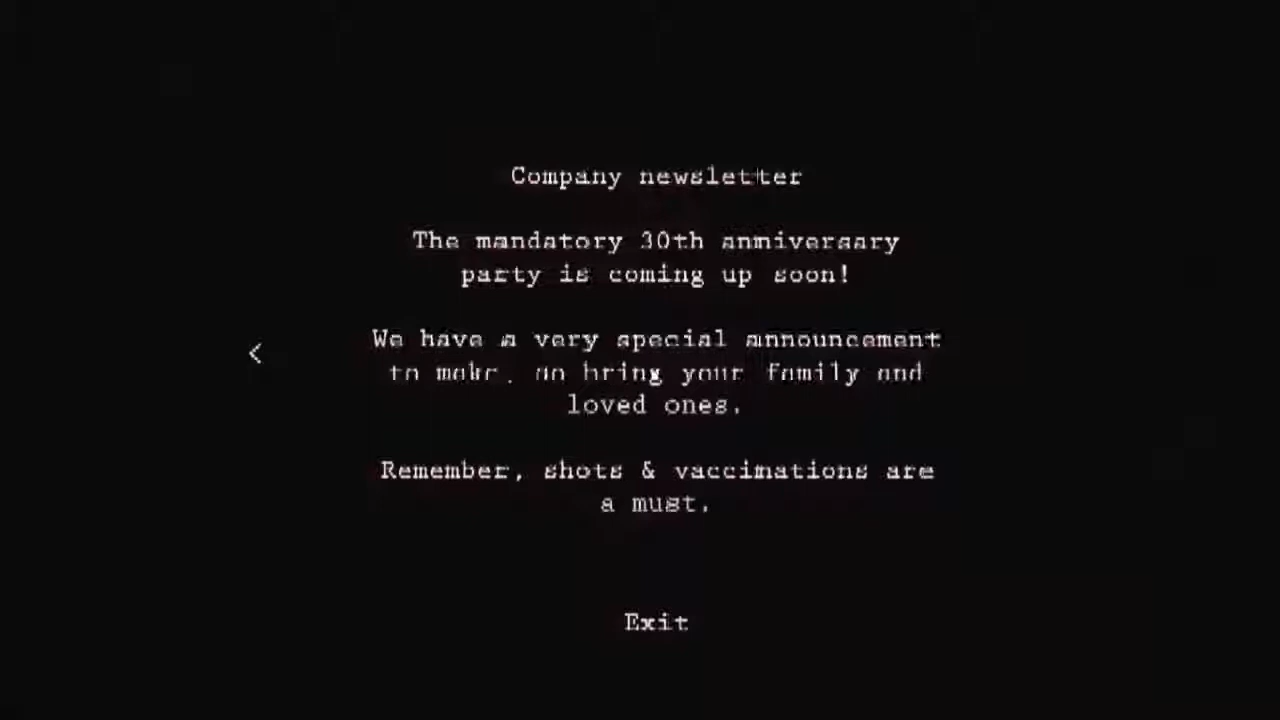 Company newsletter
The mandatory 30th anniversary
party is coming up soon!
We have a very special announcement
<
to make, so bring your family and
loved ones.
Remember, shots & vaccinations are
a must.
Exit